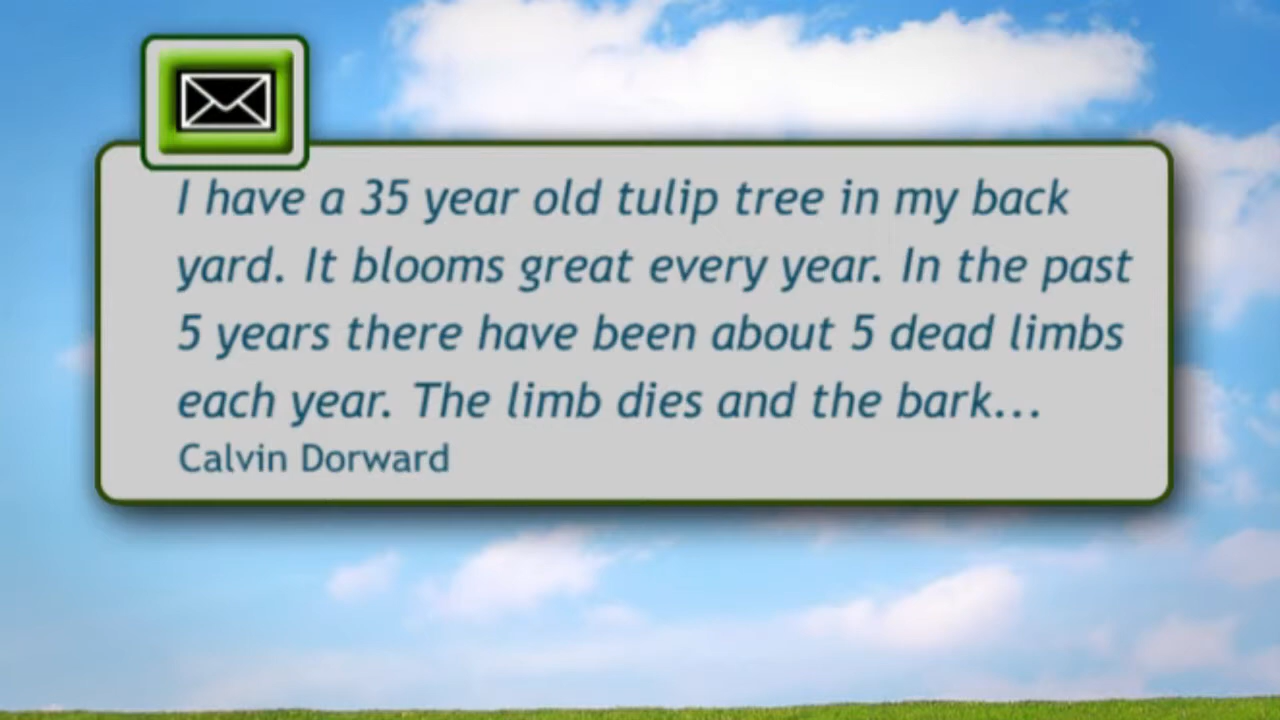 I have a 35 year old tulip tree in my back
yard. It blooms great every year. In the past
5 years there have been about 5 dead limbs
each year. The limb dies and the bark...
Calvin Dorward